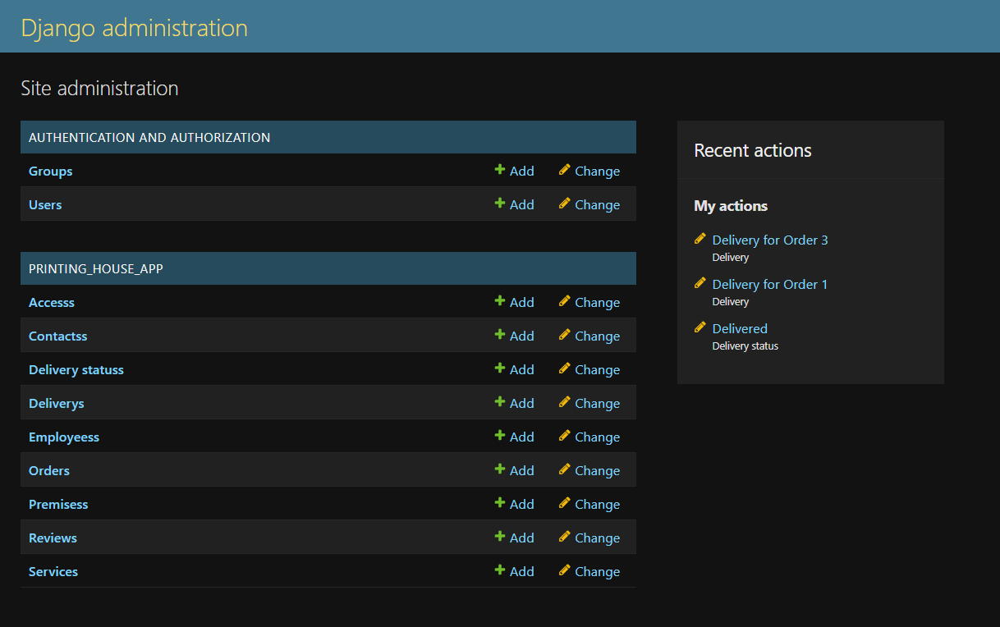 Django administration
Site administration
AUTHENTICATION AND AUTHORIZATION
Groups Add Change
Users Add Change
PRINTING_HOUSE_APP
Accesss Add Change
Contactss Add Change
Delivery statuss Add Change
Deliverys Add Change
Employeess Add Change
Orders Add Change
Premisess Add Change
Reviews Add Change
Services Add Change
Recent actions
My actions
Delivery for Order 3
Delivery
Delivery for Order 1
Delivery
Delivered
Delivery status